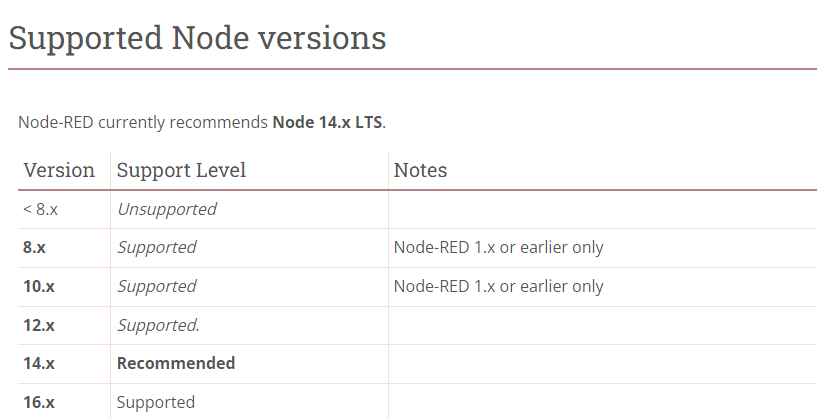 Supported Node versions
Node-RED currently recommends Node 14.x LTS.
Version Support Level Notes
< 8.x Unsupported
8.x Supported Node-RED 1.x or earlier only
10.x Supported Node-RED 1.x or earlier only
12.x Supported.
14.x Recommended
16.x Supported